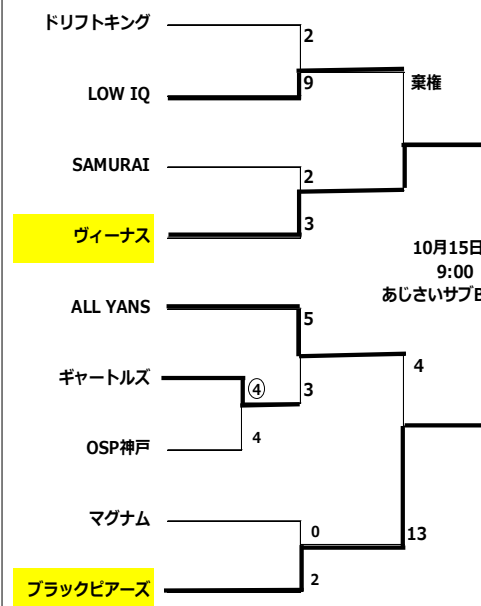 ドリフトキング
2
9
LOW IQ
棄権
SAMURAI
2
3
ヴィーナス
10月15日
9:00
あじさいサブB
ALL YANS
5
4
ギャートルズ
④
3
4
OSP神戸
マグナム
0
13
2
ブラックピアーズ